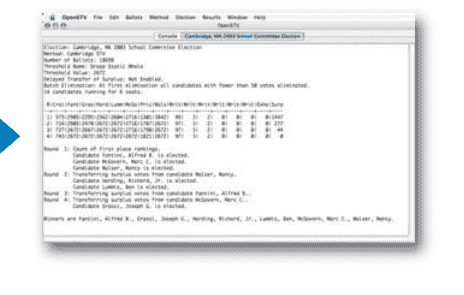 OpenSTV File Edit Ballots Method Election Results Window Help
OpenSTV
Console Cambridge, MA 2003 School Committee Election
Election: Cambridge, MA 2003 School Committee Election
Method: Cambridge STV
Number of Ballots: 18698
Threshold Name: Droop Static Whole
Threshold Value: 2672
Delayed Transfer of Surplus: Not Enabled.
Batch Elimination: At first elimination all candidates with fewer than 50 votes eliminated.
14 candidates running for 6 seats.
Round 1: Count of first place rankings.
Candidate Fantini, Alfred B. is elected.
Candidate McGovern, Marc C. is elected.
Candidate Walser, Nancy is elected.
Round 2: Transferring surplus votes from candidate Walser, Nancy.
Candidate Harding, Richard, Jr. is elected.
Candidate Lummis, Ben is elected.
Round 3: Transferring surplus votes from candidate Fantini, Alfred B..
Round 4: Transferring surplus votes from candidate McGovern, Marc C..
Candidate Grassi, Joseph G. is elected.
Winners are Fantini, Alfred B., Grassi, Joseph G., Harding, Richard, Jr., Lummis, Ben, McGovern, Marc C., Walser, Nancy.